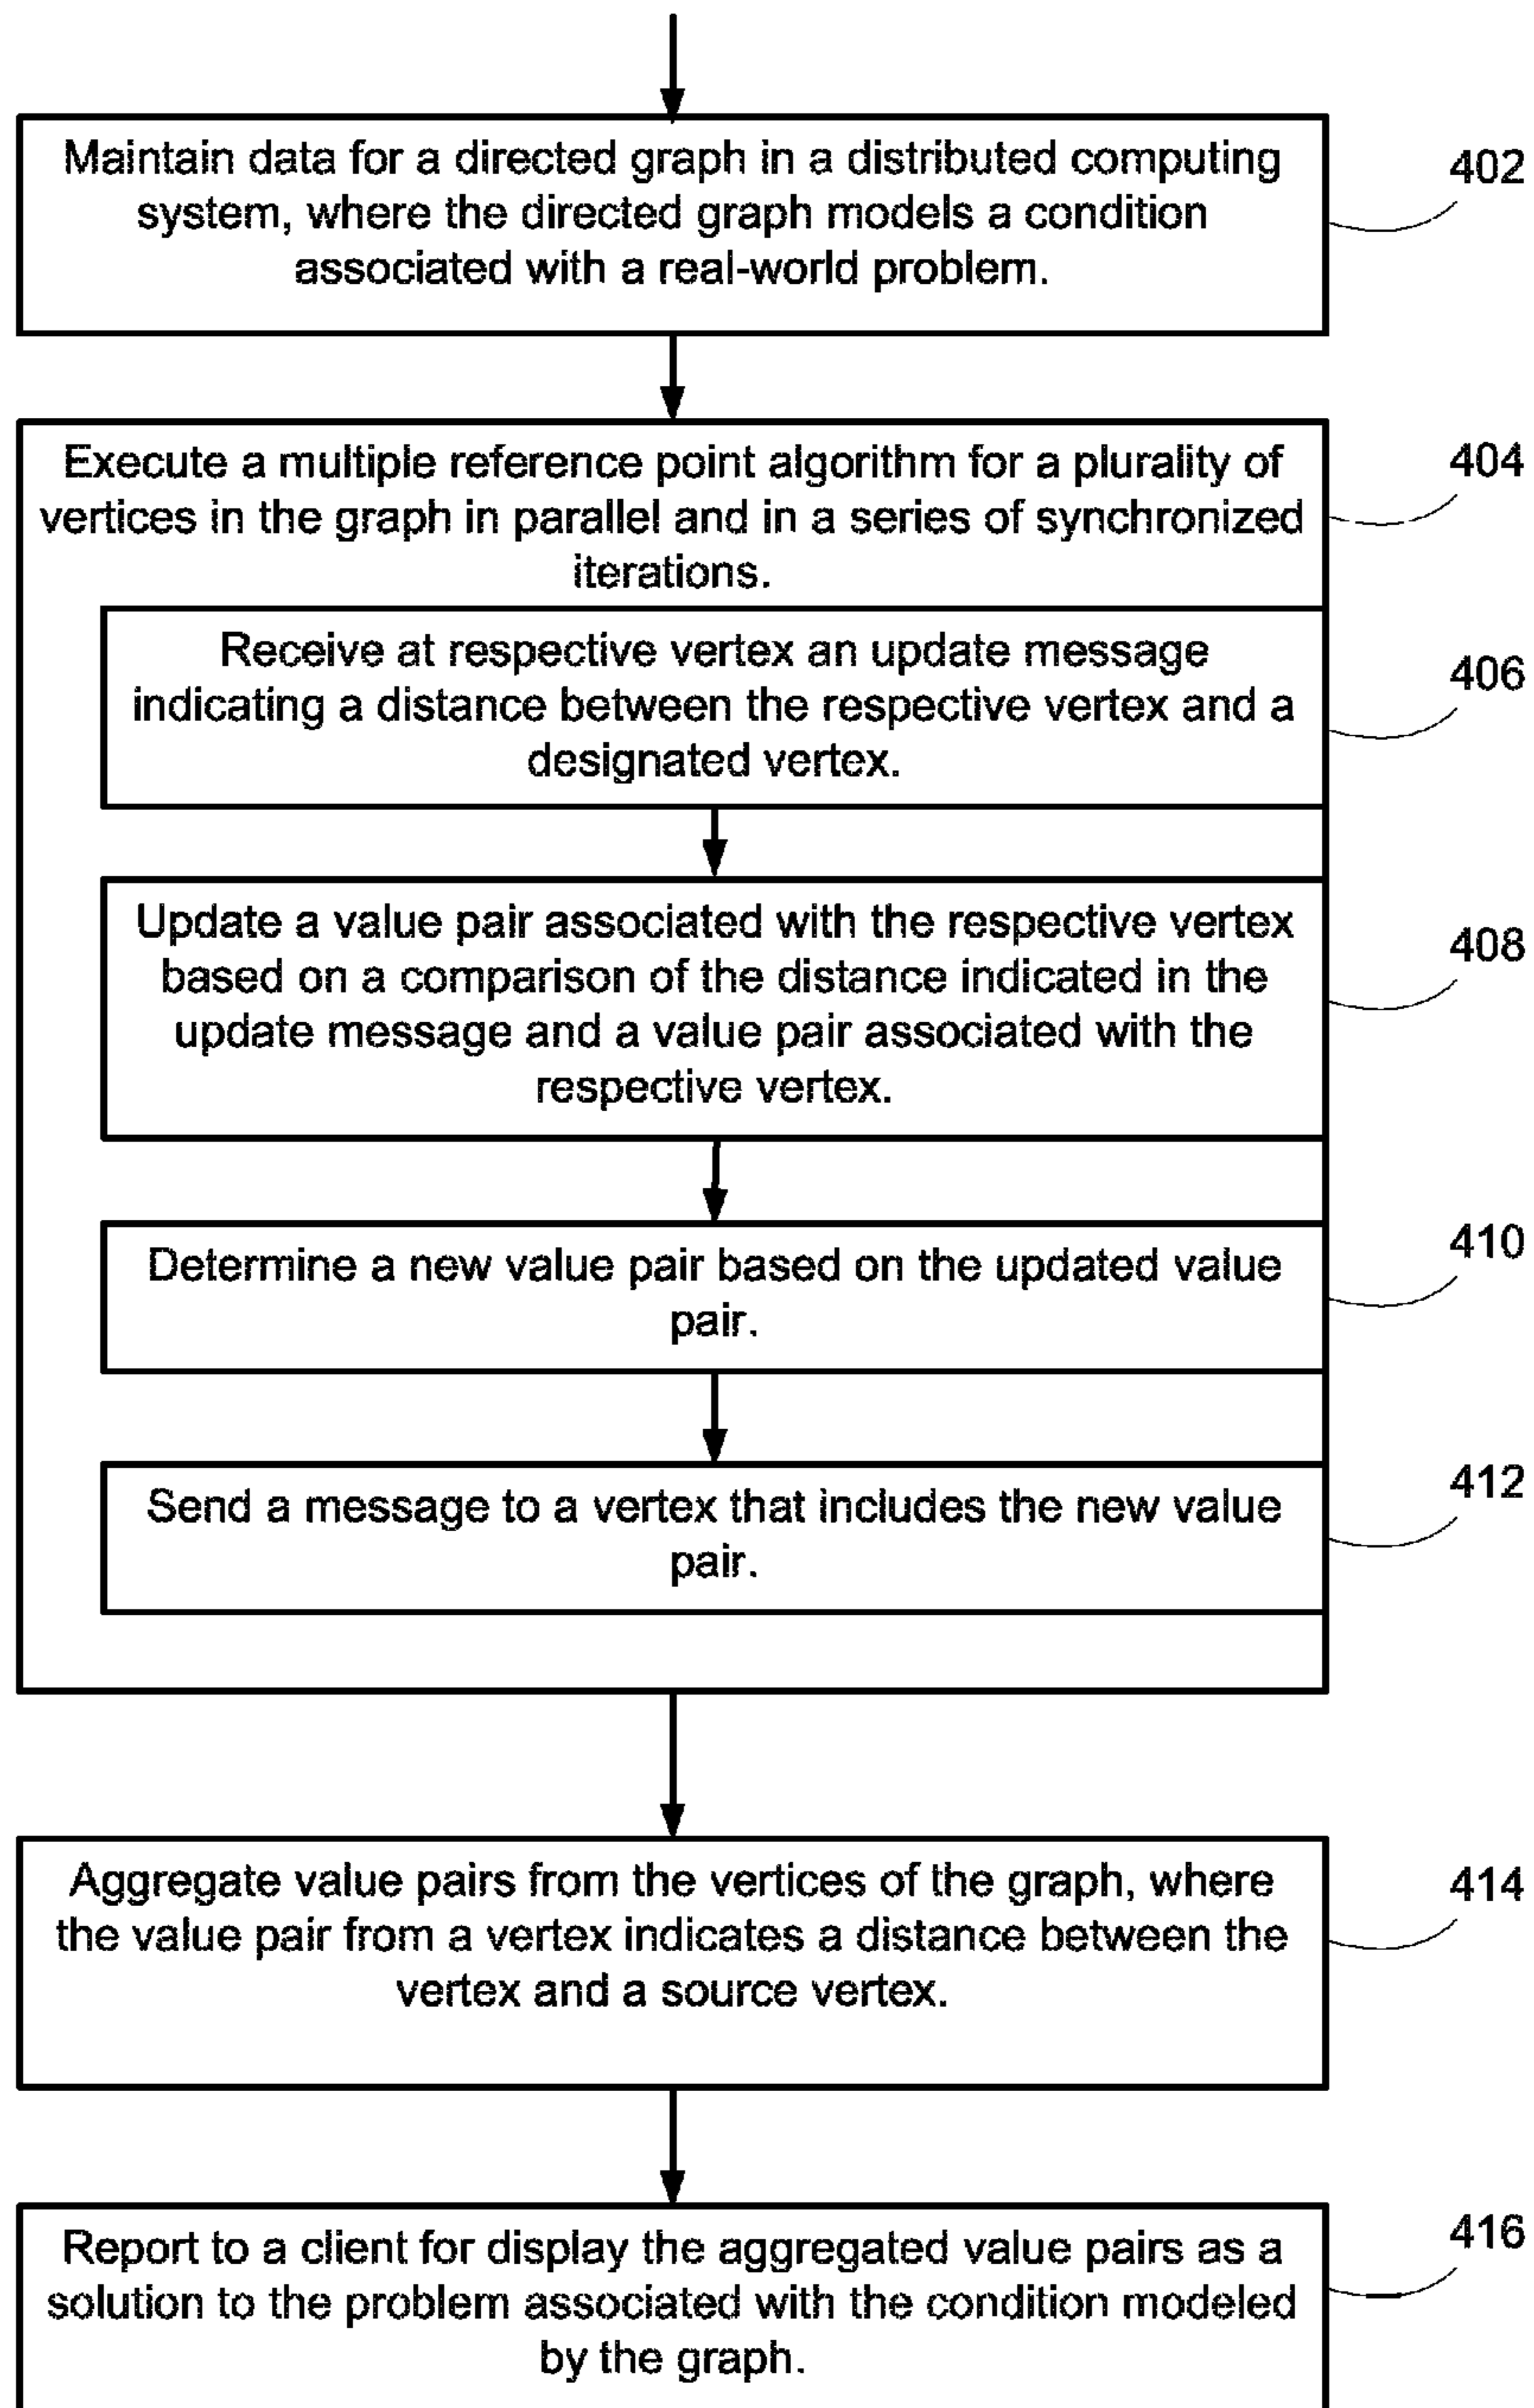 Maintain data for a directed graph in a distributed computing
system, where the directed graph models a condition
associated with a real-world problem.
402
Execute a multiple reference point algorithm for a plurality of
vertices in the graph in parallel and in a series of synchronized
iterations.
404
Receive at respective vertex an update message
indicating a distance between the respective vertex and a
designated vertex.
406
Update a value pair associated with the respective vertex
based on a comparison of the distance indicated in the
update message and a value pair associated with the
respective vertex.
408
Determine a new value pair based on the updated value
pair.
410
Send a message to a vertex that includes the new value
pair.
412
Aggregate value pairs from the vertices of the graph, where
the value pair from a vertex indicates a distance between the
vertex and a source vertex.
414
Report to a client for display the aggregated value pairs as a
solution to the problem associated with the condition modeled
by the graph.
416